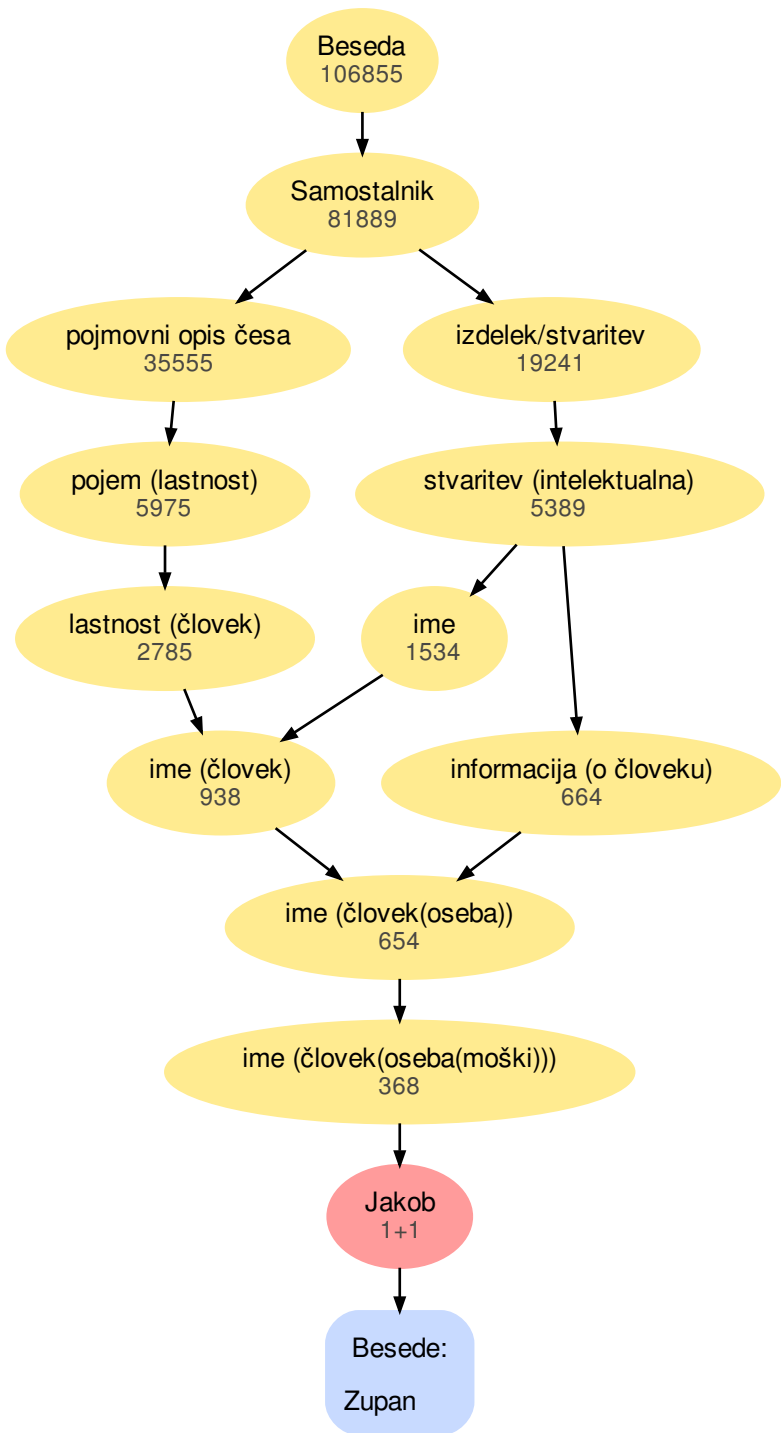 Beseda
106855
Samostalnik
81889
pojmovni opis česa
35555
izdelek/stvaritev
19241
pojem (lastnost)
5975
stvaritev (intelektualna)
5389
lastnost (človek)
2785
ime
1534
ime (človek)
938
informacija (o človeku)
664
ime (človek(oseba))
654
ime (človek(oseba(moški)))
368
Jakob
1+1
Besede:
Zupan